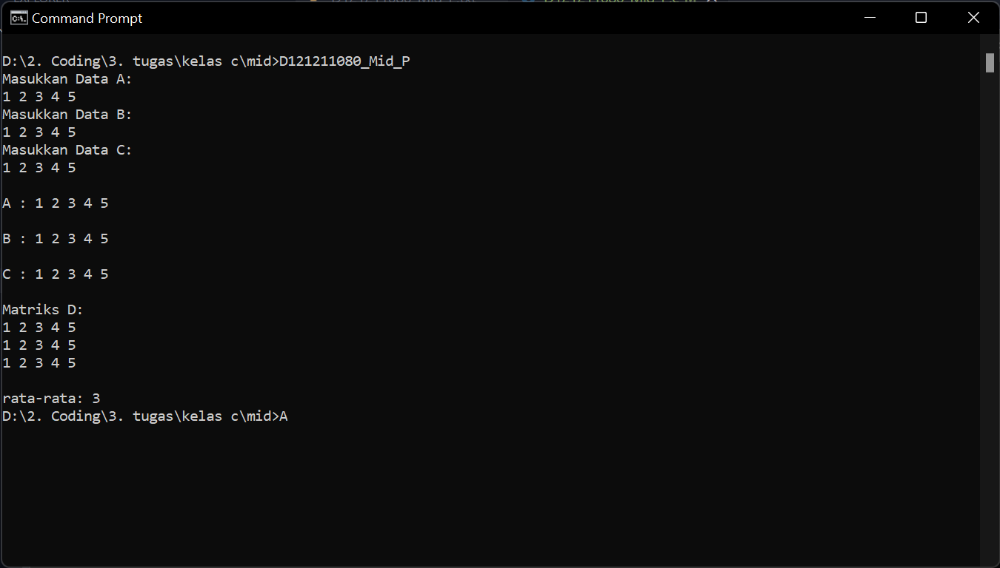 Command Prompt
D:\2. Coding\3. tugas\kelas c\mid>D121211080_Mid_P
Masukkan Data A:
1 2 3 4 5
Masukkan Data B:
1 2 3 4 5
Masukkan Data C:
1 2 3 4 5
A : 1 2 3 4 5
B : 1 2 3 4 5
C : 1 2 3 4 5
Matriks D:
1 2 3 4 5
1 2 3 4 5
1 2 3 4 5
rata-rata: 3
D:\2. Coding\3. tugas\kelas c\mid>A